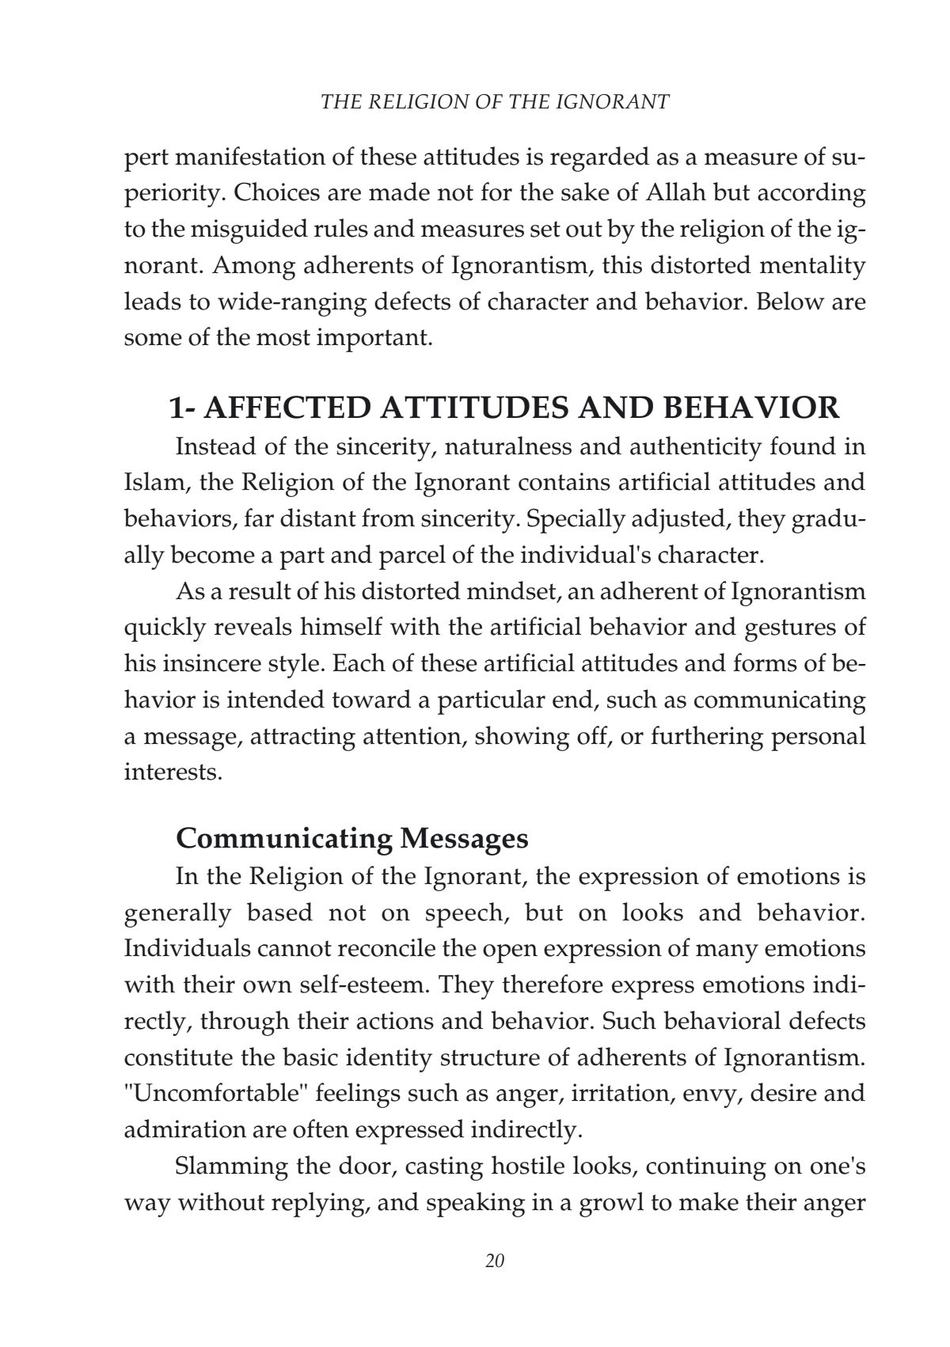 THE RELIGION OF THE IGNORANT
pert manifestation of these attitudes is regarded as a measure of su-
periority. Choices are made not for the sake of Allah but according
to the misguided rules and measures set out by the religion of the ig-
norant. Among adherents of Ignorantism, this distorted mentality
leads to wide-ranging defects of character and behavior. Below are
some of the most important.
1- AFFECTED ATTITUDES AND BEHAVIOR
Instead of the sincerity, naturalness and authenticity found in
Islam, the Religion of the Ignorant contains artificial attitudes and
behaviors, far distant from sincerity. Specially adjusted, they gradu-
ally become a part and parcel of the individual's character.
As a result of his distorted mindset, an adherent of Ignorantism
quickly reveals himself with the artificial behavior and gestures of
his insincere style. Each of these artificial attitudes and forms of be-
havior is intended toward a particular end, such as communicating
a message, attracting attention, showing off, or furthering personal
interests.
Communicating Messages
In the Religion of the Ignorant, the expression of emotions is
generally based not on speech, but on looks and behavior.
Individuals cannot reconcile the open expression of many emotions
with their own self-esteem. They therefore express emotions indi-
rectly, through their actions and behavior. Such behavioral defects
constitute the basic identity structure of adherents of Ignorantism.
"Uncomfortable" feelings such as anger, irritation, envy, desire and
admiration are often expressed indirectly.
Slamming the door, casting hostile looks, continuing on one's
way without replying, and speaking in a growl to make their anger
20